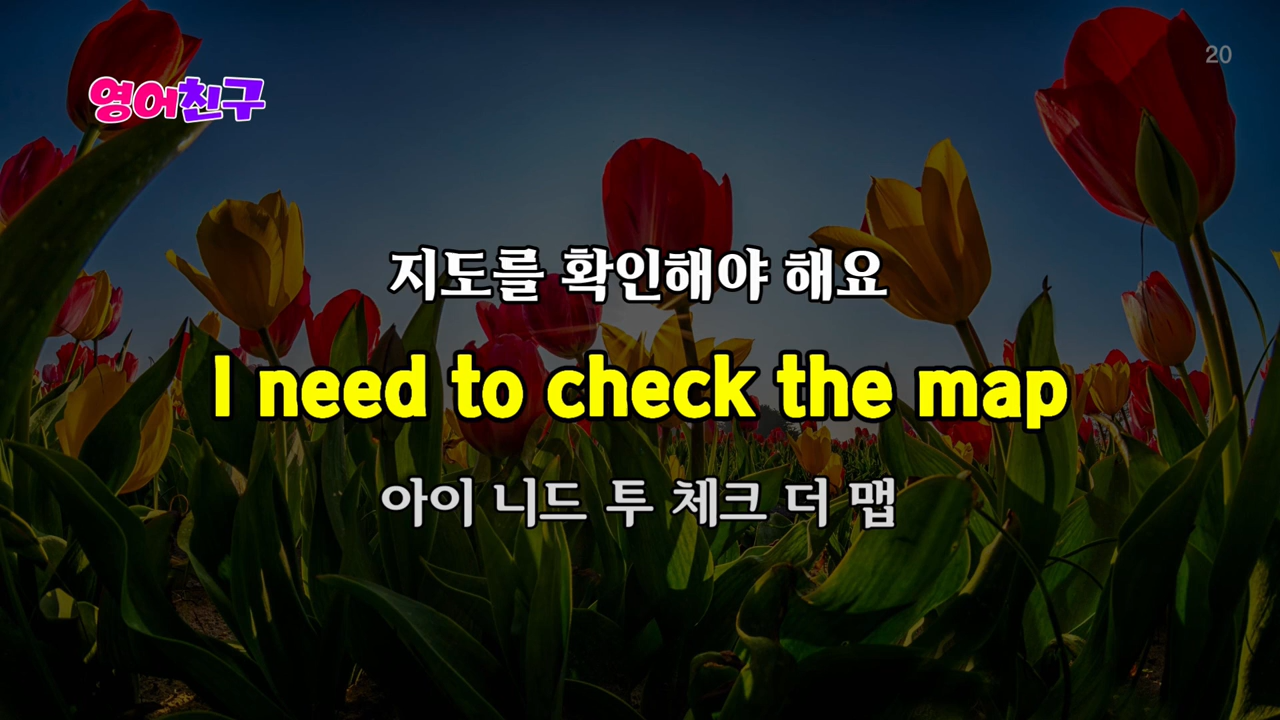 영어친구
20
지도를 확인해야 해요
I need to check the map
아이 니드 투 체크 더 맵